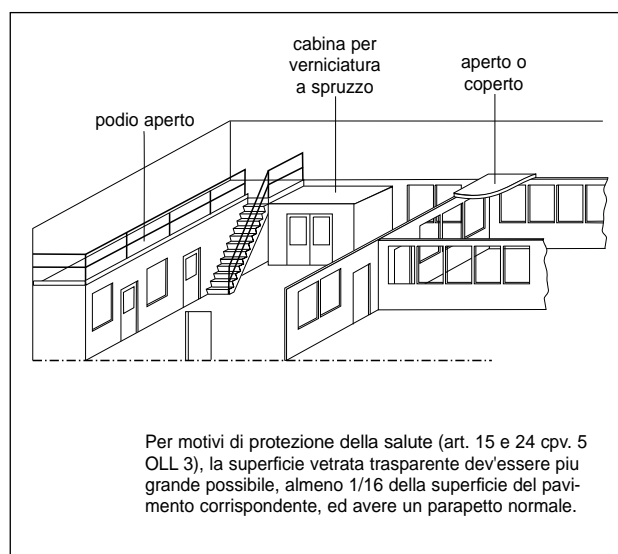 cabina per
verniciatura
a spruzzo
aperto o
coperto
podio aperto
Per motivi di protezione della salute (art. 15 e 24 cpv. 5
OLL 3), la superficie vetrata trasparente dev'essere piu
grande possibile, almeno 1/16 della superficie del pavi-
mento corrispondente, ed avere un parapetto normale.